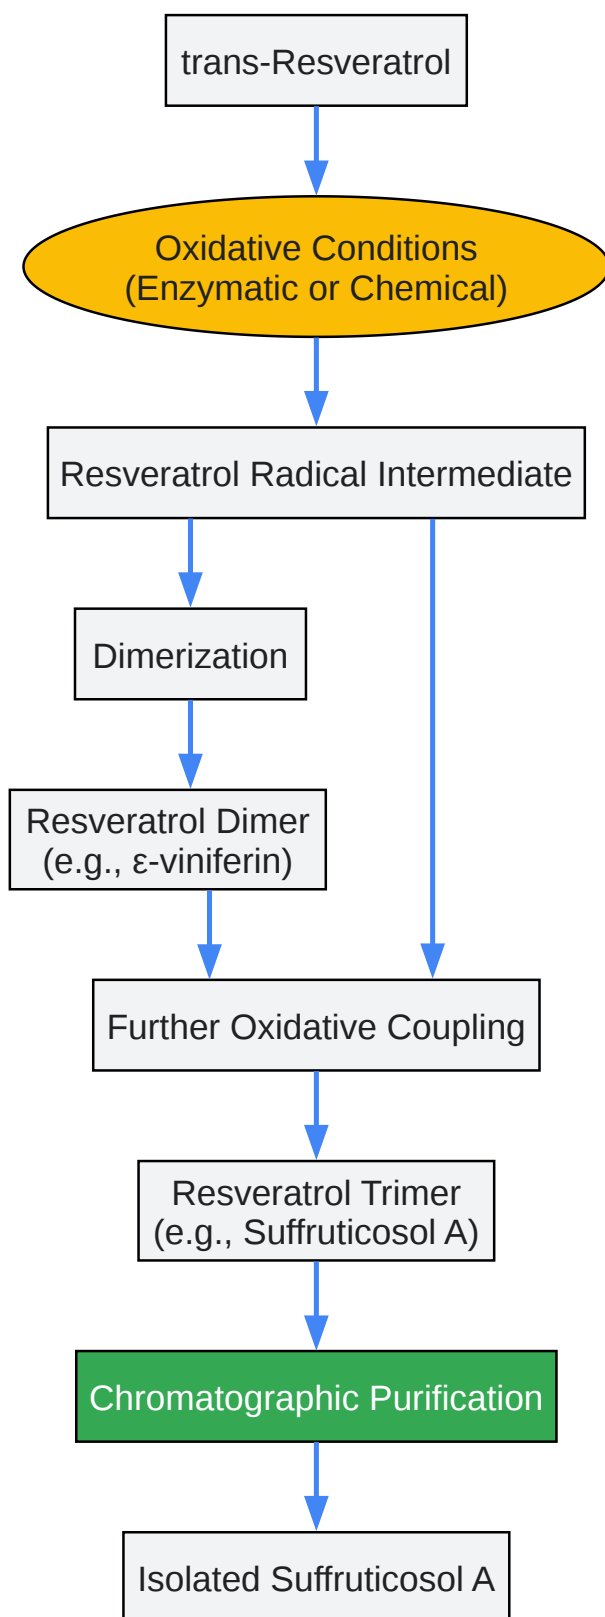 trans-Resveratrol
Oxidative Conditions
(Enzymatic or Chemical)
Resveratrol Radical Intermediate
Dimerization
Resveratrol Dimer
(e.g., ε-viniferin)
Further Oxidative Coupling
Resveratrol Trimer
(e.g., Suffruticosol A)
Chromatographic Purification
Isolated Suffruticosol A